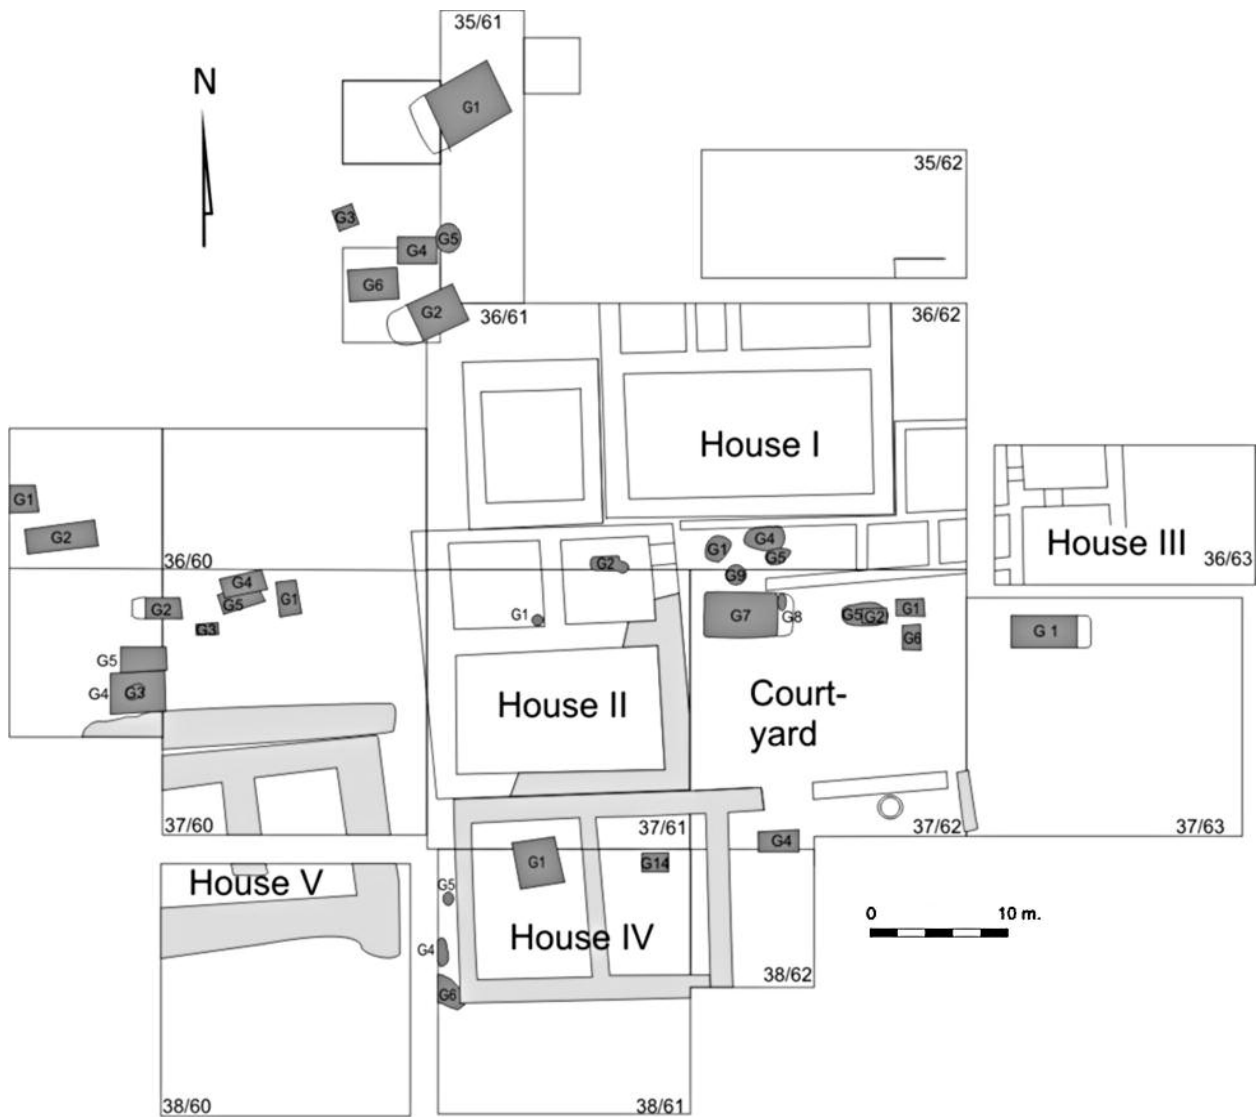 35/61
N
G1
35/62
G3
G5
G4
G6
G2
36/61
36/62
House I
G1
G2
36/60
G1
G4
G5
G2
House III
36/63
G9
G4
G5
G1
G2
G3
G1
G7
G8
G5
G2
G1
G6
G 1
G5
G4
G3
House II
Court-
yard
37/60
37/61
37/62
37/63
G4
House V
G5
G1
G14
0
10 m.
G4
House IV
38/62
G6
38/60
38/61